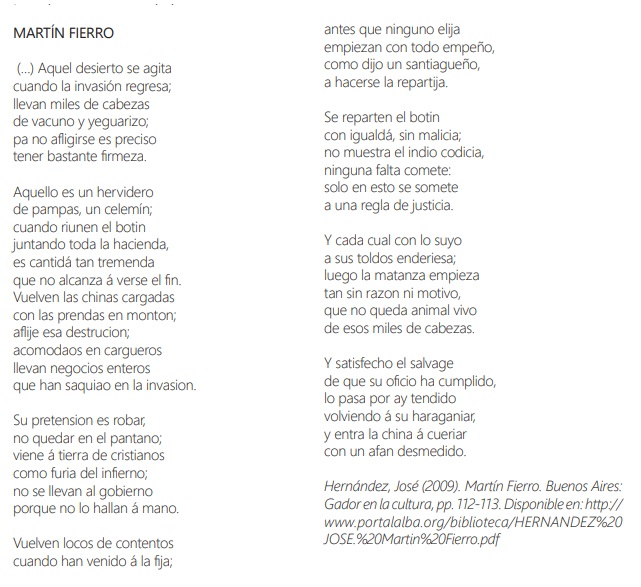 MARTÍN FIERRO
(...) Aquel desierto se agita
cuando la invasión regresa;
llevan miles de cabezas
de vacuno y yeguarizo;
pa no afligirse es preciso
tener bastante firmeza.
Aquello es un hervidero
de pampas, un celemín;
cuando riunen el botin
juntando toda la hacienda,
es cantidá tan tremenda
que no alcanzá á verse el fin.
Vuelven las chinas cargadas
con las prendas en monton;
aflije esa destrucion;
acomodaos en cargueros
llevan negocios enteros
que han saquiao en la invasion.
Su pretension es robar,
no quedar en el pantano;
viene á tierra de cristianos
como furia del infierno;
no se llevan al gobierno
porque no lo hallan á mano.
Vuelven locos de contentos
cuando han venido á la fija;
antes que ninguno elija
empiezan con todo empeño,
como dijo un santiagueño,
a hacerse la repartija.
Se reparten el botin
con igualdá, sin malicia;
no muestra el indio codicia,
ninguna falta comete:
solo en esto se somete
a una regla de justicia.
Y cada cual con lo suyo
a sus toldos enderiesa;
luego la matanza empieza
tan sin razon ni motivo,
que no queda animal vivo
de esos miles de cabezas.
Y satisfecho el salvage
de que su oficio ha cumplido,
lo pasa por ay tendido
volviendo á su haraganiar,
y entra la china á cueriar
con un afan desmedido.
Hernández, José (2009). Martín Fierro. Buenos Aires:
Gador en la cultura, pp. 112-113. Disponible en: http://
www.portalalba.org/biblioteca/HERNANDEZ%20
JOSE.%20Martin%20Fierro.pdf